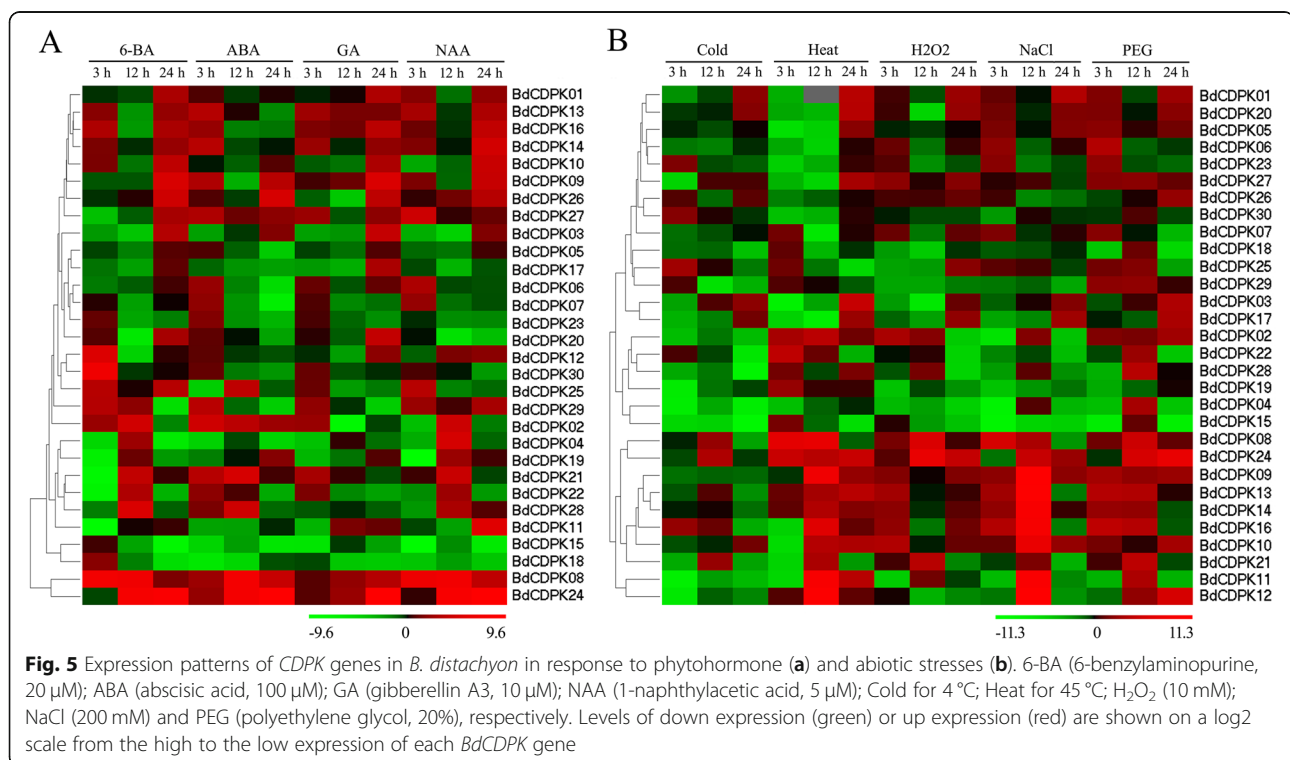 A
6-BA ABA GA NAA
3 h 12 h 24 h 3 h 12 h 24 h 3 h 12 h 24 h 3 h 12 h 24 h
BdCDPK01
BdCDPK13
BdCDPK16
BdCDPK14
BdCDPK10
BdCDPK09
BdCDPK26
BdCDPK27
BdCDPK03
BdCDPK05
BdCDPK17
BdCDPK06
BdCDPK07
BdCDPK23
BdCDPK20
BdCDPK12
BdCDPK30
BdCDPK25
BdCDPK29
BdCDPK02
BdCDPK04
BdCDPK19
BdCDPK21
BdCDPK22
BdCDPK28
BdCDPK11
BdCDPK15
BdCDPK18
BdCDPK08
BdCDPK24
-9.6 0 9.6
B
Cold Heat H2O2 NaCl PEG
3 h 12 h 24 h 3 h 12 h 24 h 3 h 12 h 24 h 3 h 12 h 24 h 3 h 12 h 24 h
BdCDPK01
BdCDPK20
BdCDPK05
BdCDPK06
BdCDPK23
BdCDPK27
BdCDPK26
BdCDPK30
BdCDPK07
BdCDPK18
BdCDPK25
BdCDPK29
BdCDPK03
BdCDPK17
BdCDPK02
BdCDPK22
BdCDPK28
BdCDPK19
BdCDPK04
BdCDPK15
BdCDPK08
BdCDPK24
BdCDPK09
BdCDPK13
BdCDPK14
BdCDPK16
BdCDPK10
BdCDPK21
BdCDPK11
BdCDPK12
-11.3 0 11.3
Fig. 5 Expression patterns of CDPK genes in B. distachyon in response to phytohormone (a) and abiotic stresses (b). 6-BA (6-benzylaminopurine,
20 μM); ABA (abscisic acid, 100 μM); GA (gibberellin A3, 10 μM); NAA (1-naphthylacetic acid, 5 μM); Cold for 4 °C; Heat for 45 °C; H₂O₂ (10 mM);
NaCl (200 mM) and PEG (polyethylene glycol, 20%), respectively. Levels of down expression (green) or up expression (red) are shown on a log2
scale from the high to the low expression of each BdCDPK gene